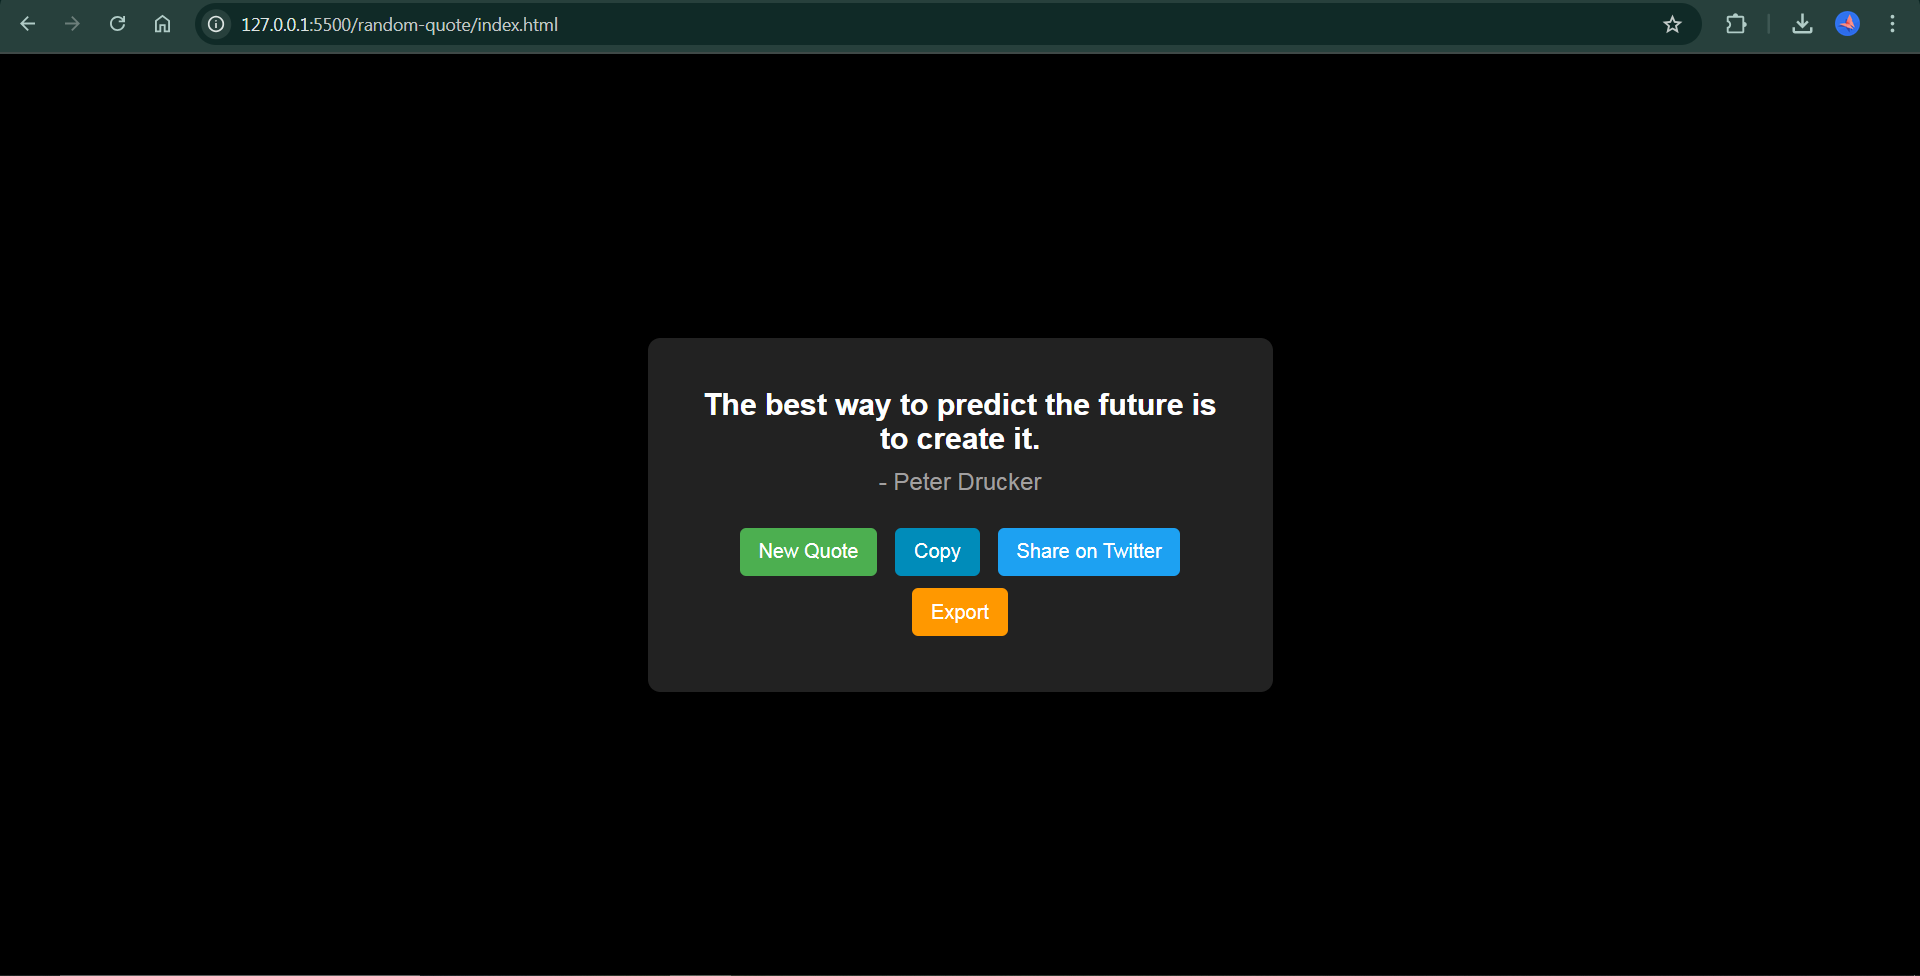 127.0.0.1:5500/random-quote/index.html
The best way to predict the future is
to create it.
- Peter Drucker
New Quote Copy Share on Twitter
Export